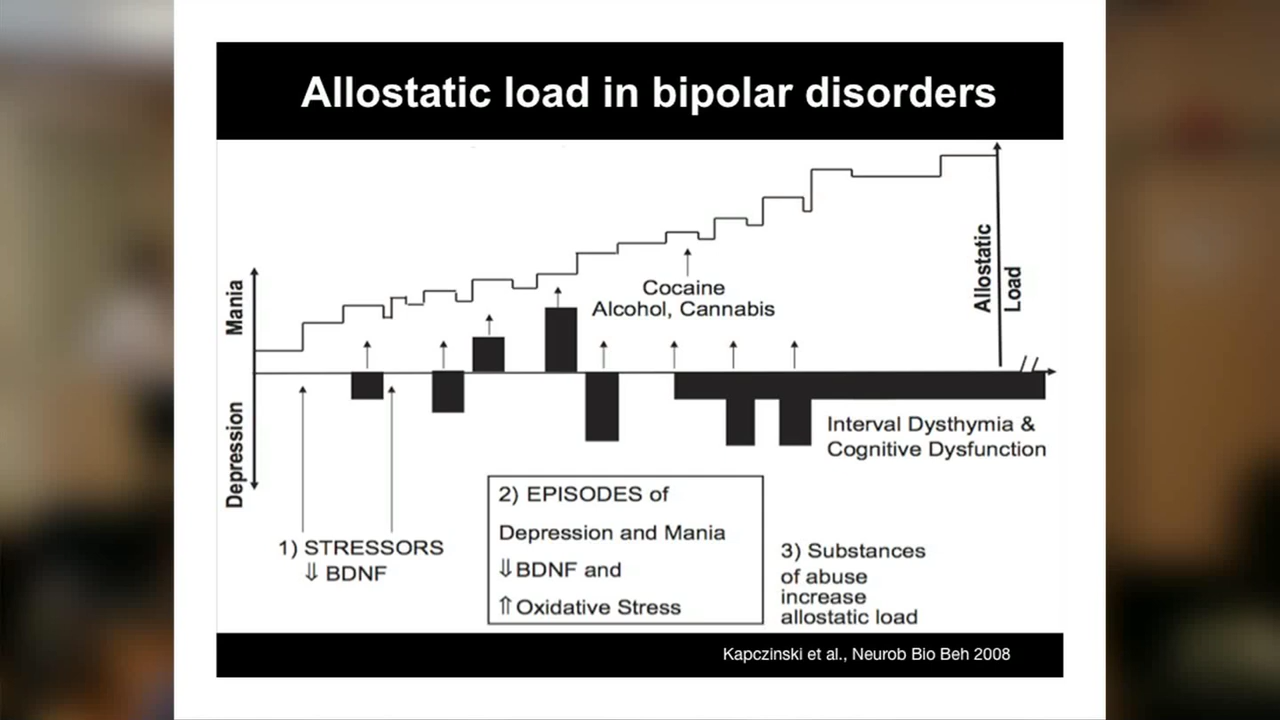 Allostatic load in bipolar disorders
Mania
Depression
Allostatic
Load
Cocaine
Alcohol, Cannabis
Interval Dysthymia &
Cognitive Dysfunction
1) STRESSORS
⇓ BDNF
2) EPISODES of
Depression and Mania
⇓BDNF and
⇑Oxidative Stress
3) Substances
of abuse
increase
allostatic load
Kapczinski et al., Neurob Bio Beh 2008